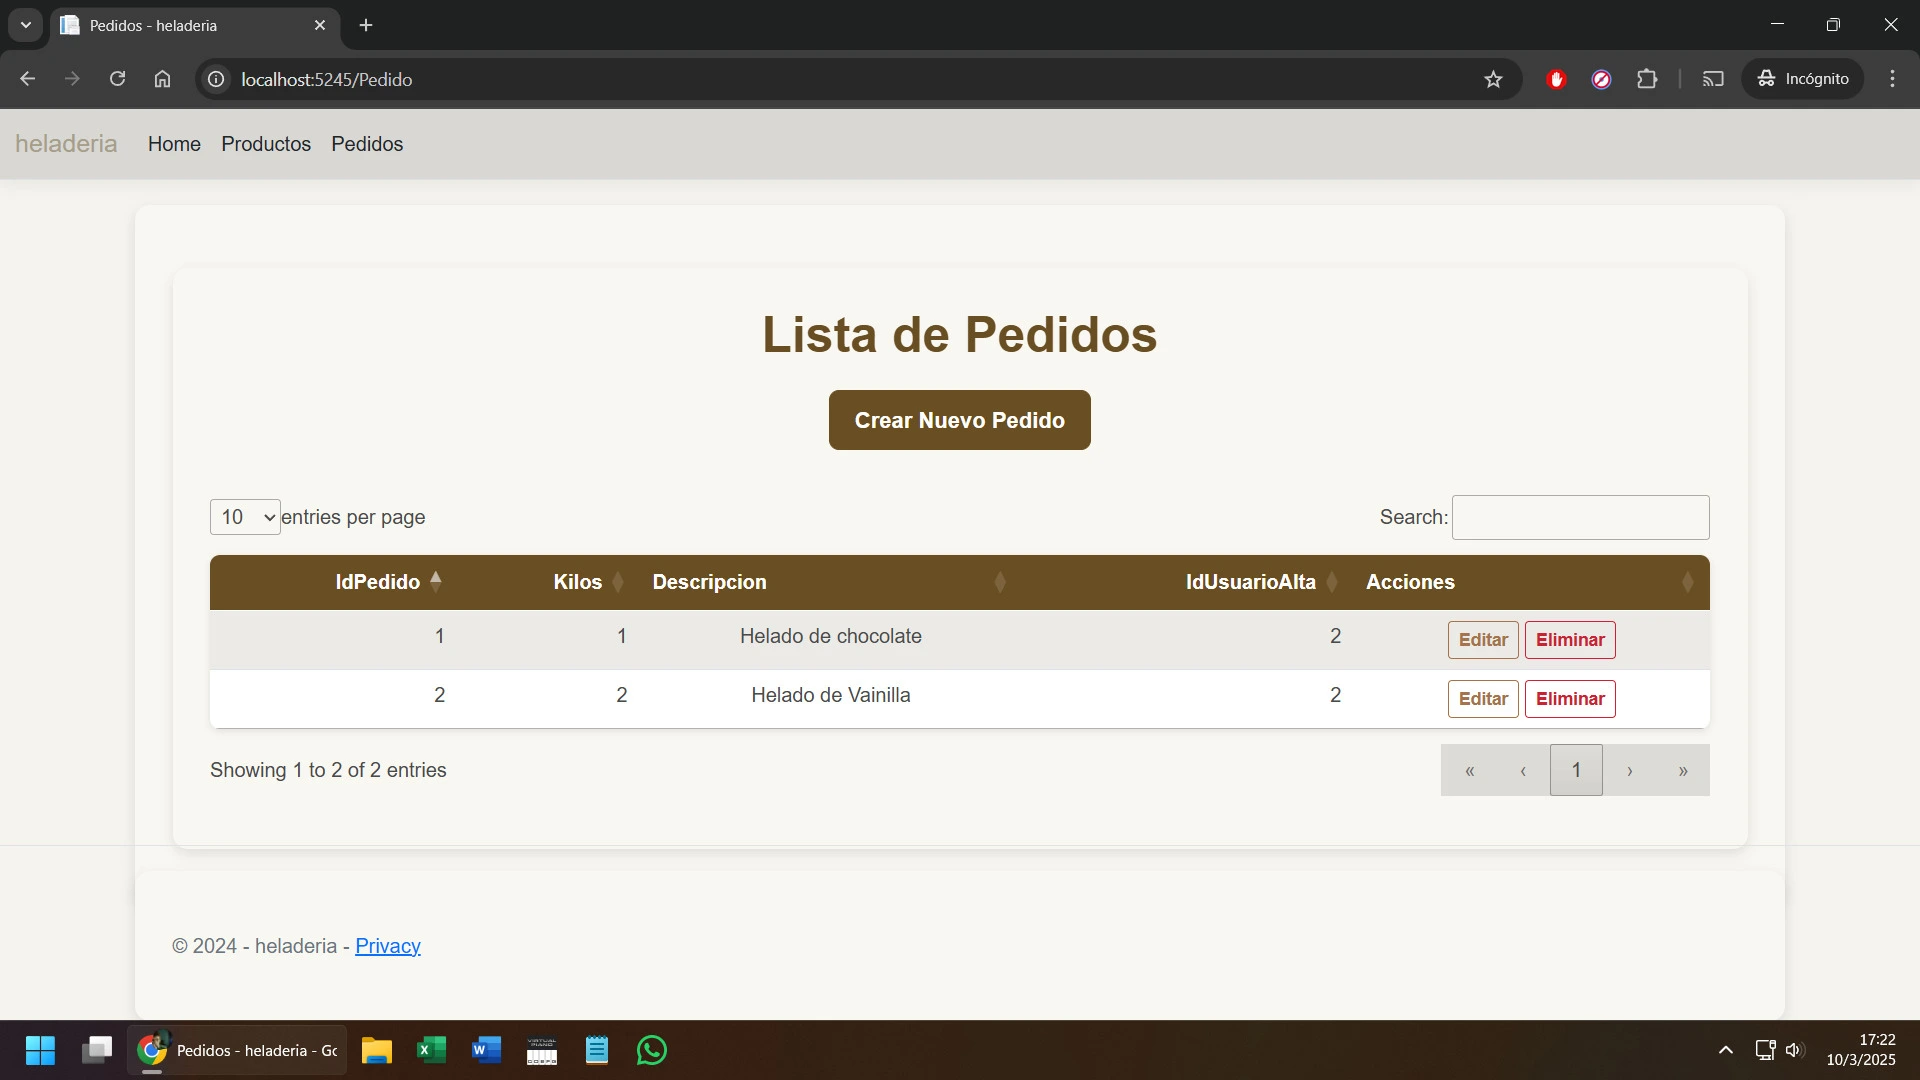 Pedidos - heladeria
localhost:5245/Pedido
Incógnito
heladeria Home Productos Pedidos
Lista de Pedidos
Crear Nuevo Pedido
10 entries per page Search:
IdPedido Kilos Descripcion IdUsuarioAlta Acciones
1 1 Helado de chocolate 2 Editar Eliminar
2 2 Helado de Vainilla 2 Editar Eliminar
Showing 1 to 2 of 2 entries « ‹ 1 › »
© 2024 - heladeria - Privacy
Pedidos - heladeria - Go
17:22
10/3/2025